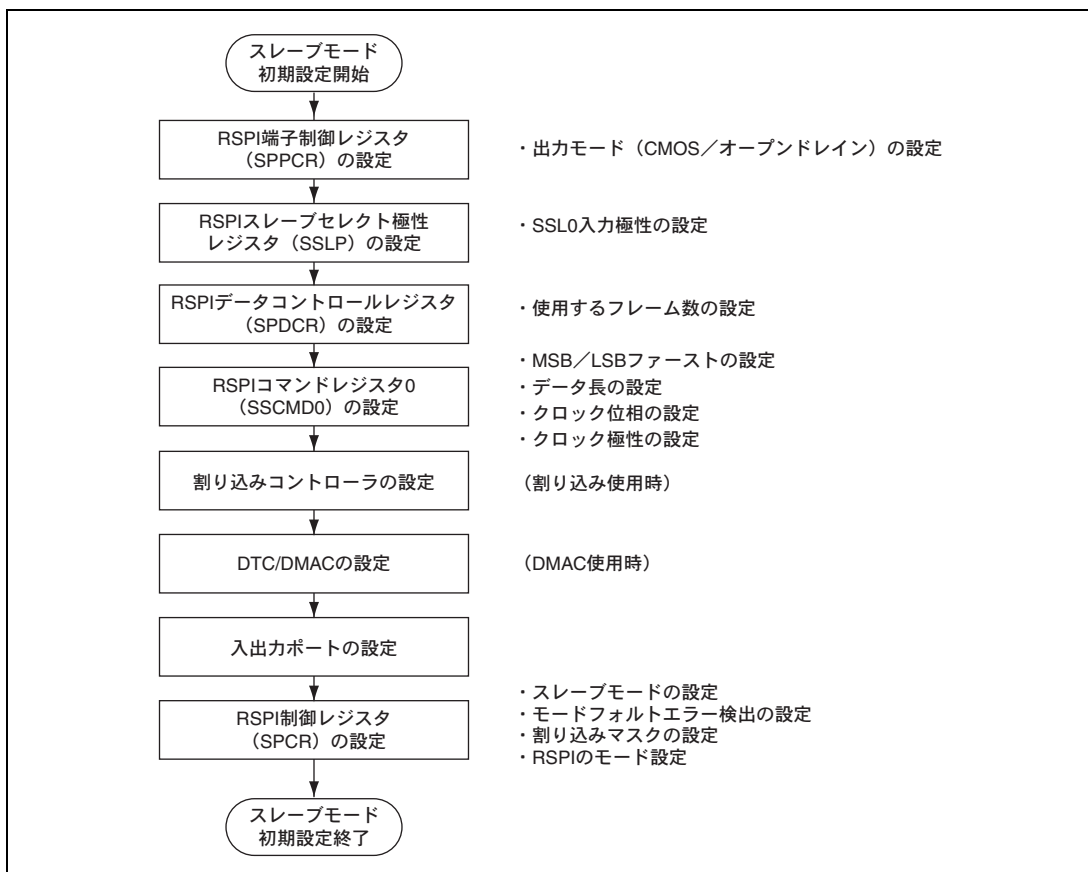 スレーブモード
初期設定開始
RSPI端子制御レジスタ
（SPPCR）の設定
・出力モード（CMOS／オープンドレイン）の設定
RSPIスレーブセレクト極性
レジスタ（SSLP）の設定
・SSL0入力極性の設定
RSPIデータコントロールレジスタ
（SPDCR）の設定
・使用するフレーム数の設定
RSPIコマンドレジスタ0
（SSCMD0）の設定
・MSB／LSBファーストの設定
・データ長の設定
・クロック位相の設定
・クロック極性の設定
割り込みコントローラの設定
（割り込み使用時）
DTC/DMACの設定
（DMAC使用時）
入出力ポートの設定
RSPI制御レジスタ
（SPCR）の設定
・スレーブモードの設定
・モードフォルトエラー検出の設定
・割り込みマスクの設定
・RSPIのモード設定
スレーブモード
初期設定終了